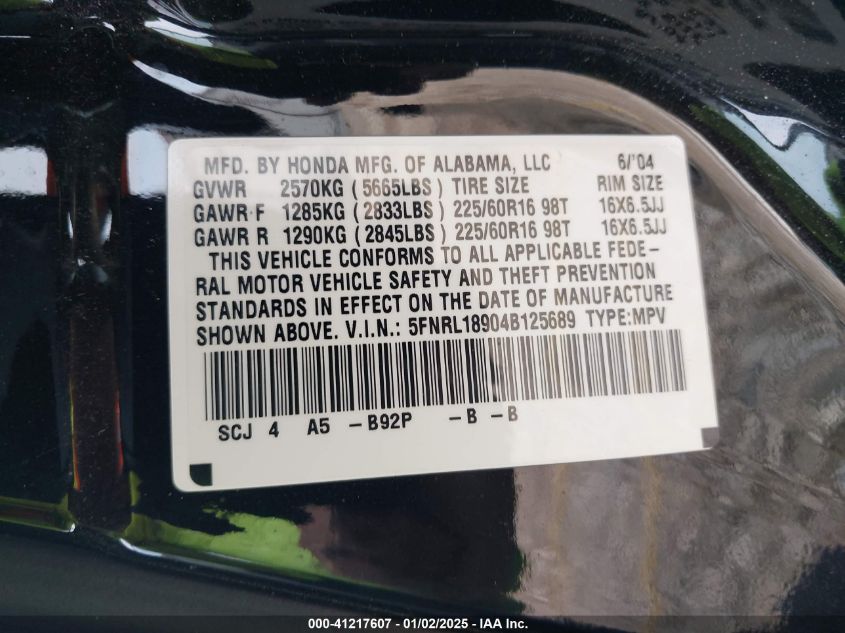 MFD. BY HONDA MFG. OF ALABAMA, LLC 6/'04
GVWR 2570KG (5665LBS) TIRE SIZE RIM SIZE
GAWR F 1285KG (2833LBS) 225/60R16 98T 16X6.5JJ
GAWR R 1290KG (2845LBS) 225/60R16 98T 16X6.5JJ
THIS VEHICLE CONFORMS TO ALL APPLICABLE FEDE-
RAL MOTOR VEHICLE SAFETY AND THEFT PREVENTION
STANDARDS IN EFFECT ON THE DATE OF MANUFACTURE
SHOWN ABOVE. V.I.N.: 5FNRL18904B125689 TYPE:MPV
SCJ 4 A5 -B92P -B -B
000-41217607 - 01/02/2025 - IAA Inc.